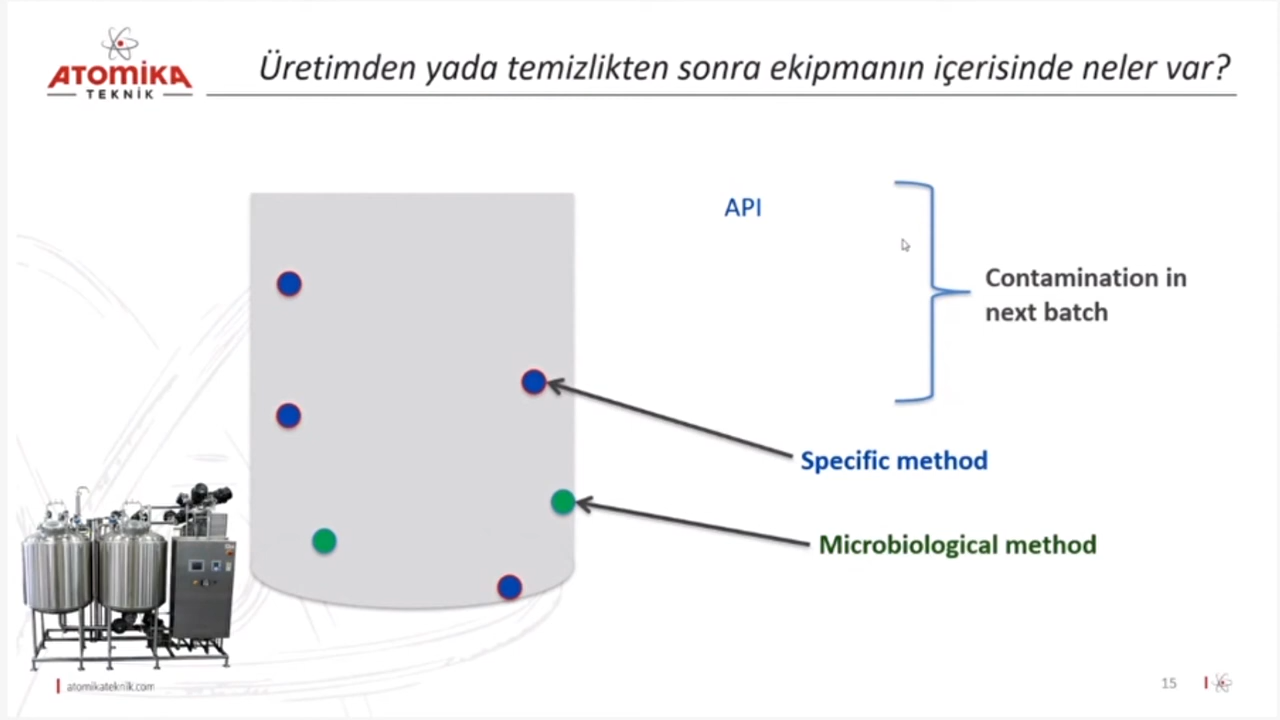 ATOMİKA
TEKNİK
Üretimden yada temizlikten sonra ekipmanın içerisinde neler var?
API
Contamination in
next batch
Specific method
Microbiological method
atomikateknik.com
15